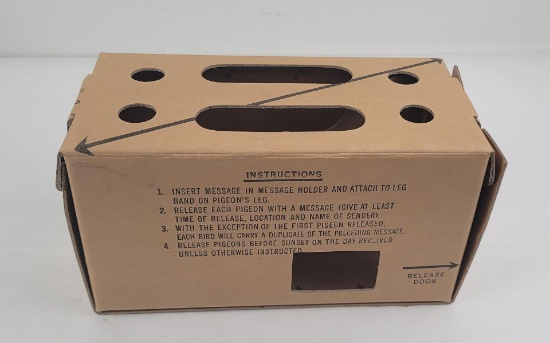 INSTRUCTIONS
1. INSERT MESSAGE IN MESSAGE HOLDER AND ATTACH TO LEG
BAND ON PIGEON'S LEG.
2. RELEASE EACH PIGEON WITH A MESSAGE (GIVE AT LEAST
TIME OF RELEASE, LOCATION AND NAME OF SENDER).
3. WITH THE EXCEPTION OF THE FIRST PIGEON RELEASED,
EACH BIRD WILL CARRY A DUPLICATE OF THE PRECEDING MESSAGE.
4. RELEASE PIGEONS BEFORE SUNSET ON THE DAY RECEIVED
UNLESS OTHERWISE INSTRUCTED.
RELEASE
DOOR